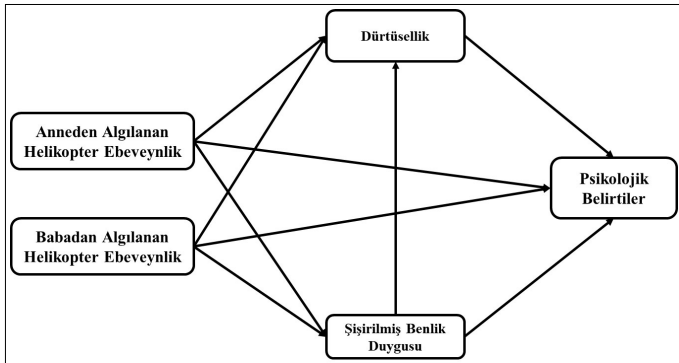 Dürtüsellik
Anneden Algılanan
Helikopter Ebeveynlik
Psikolojik
Belirtiler
Babadan Algılanan
Helikopter Ebeveynlik
Şişirilmiş Benlik
Duygusu